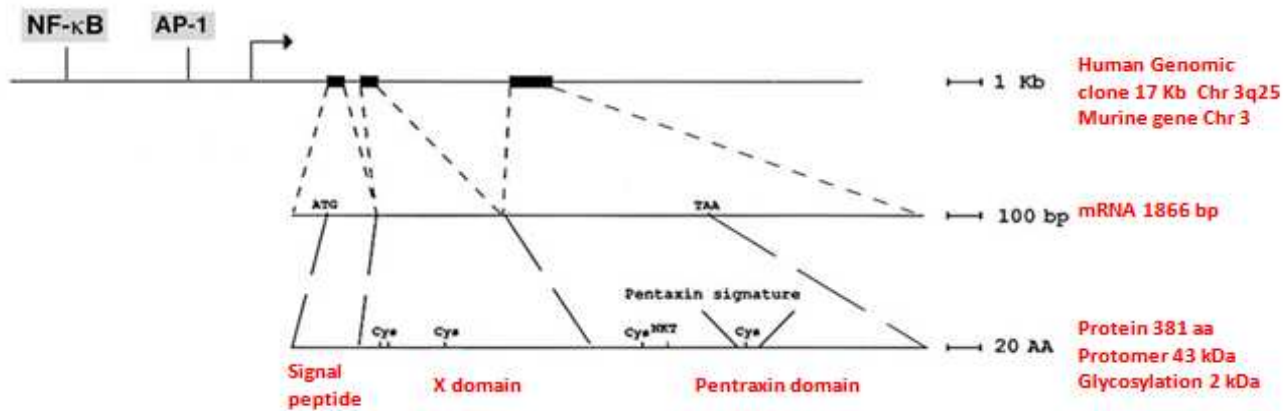 NF-κB AP-1
1 Kb
Human Genomic
clone 17 Kb Chr 3q25
Murine gene Chr 3
ATG TAA
100 bp
mRNA 1866 bp
Pentaxin signature
Cys Cys Cys NKT Cys
20 AA
Protein 381 aa
Protomer 43 kDa
Glycosylation 2 kDa
Signal
peptide
X domain
Pentraxin domain